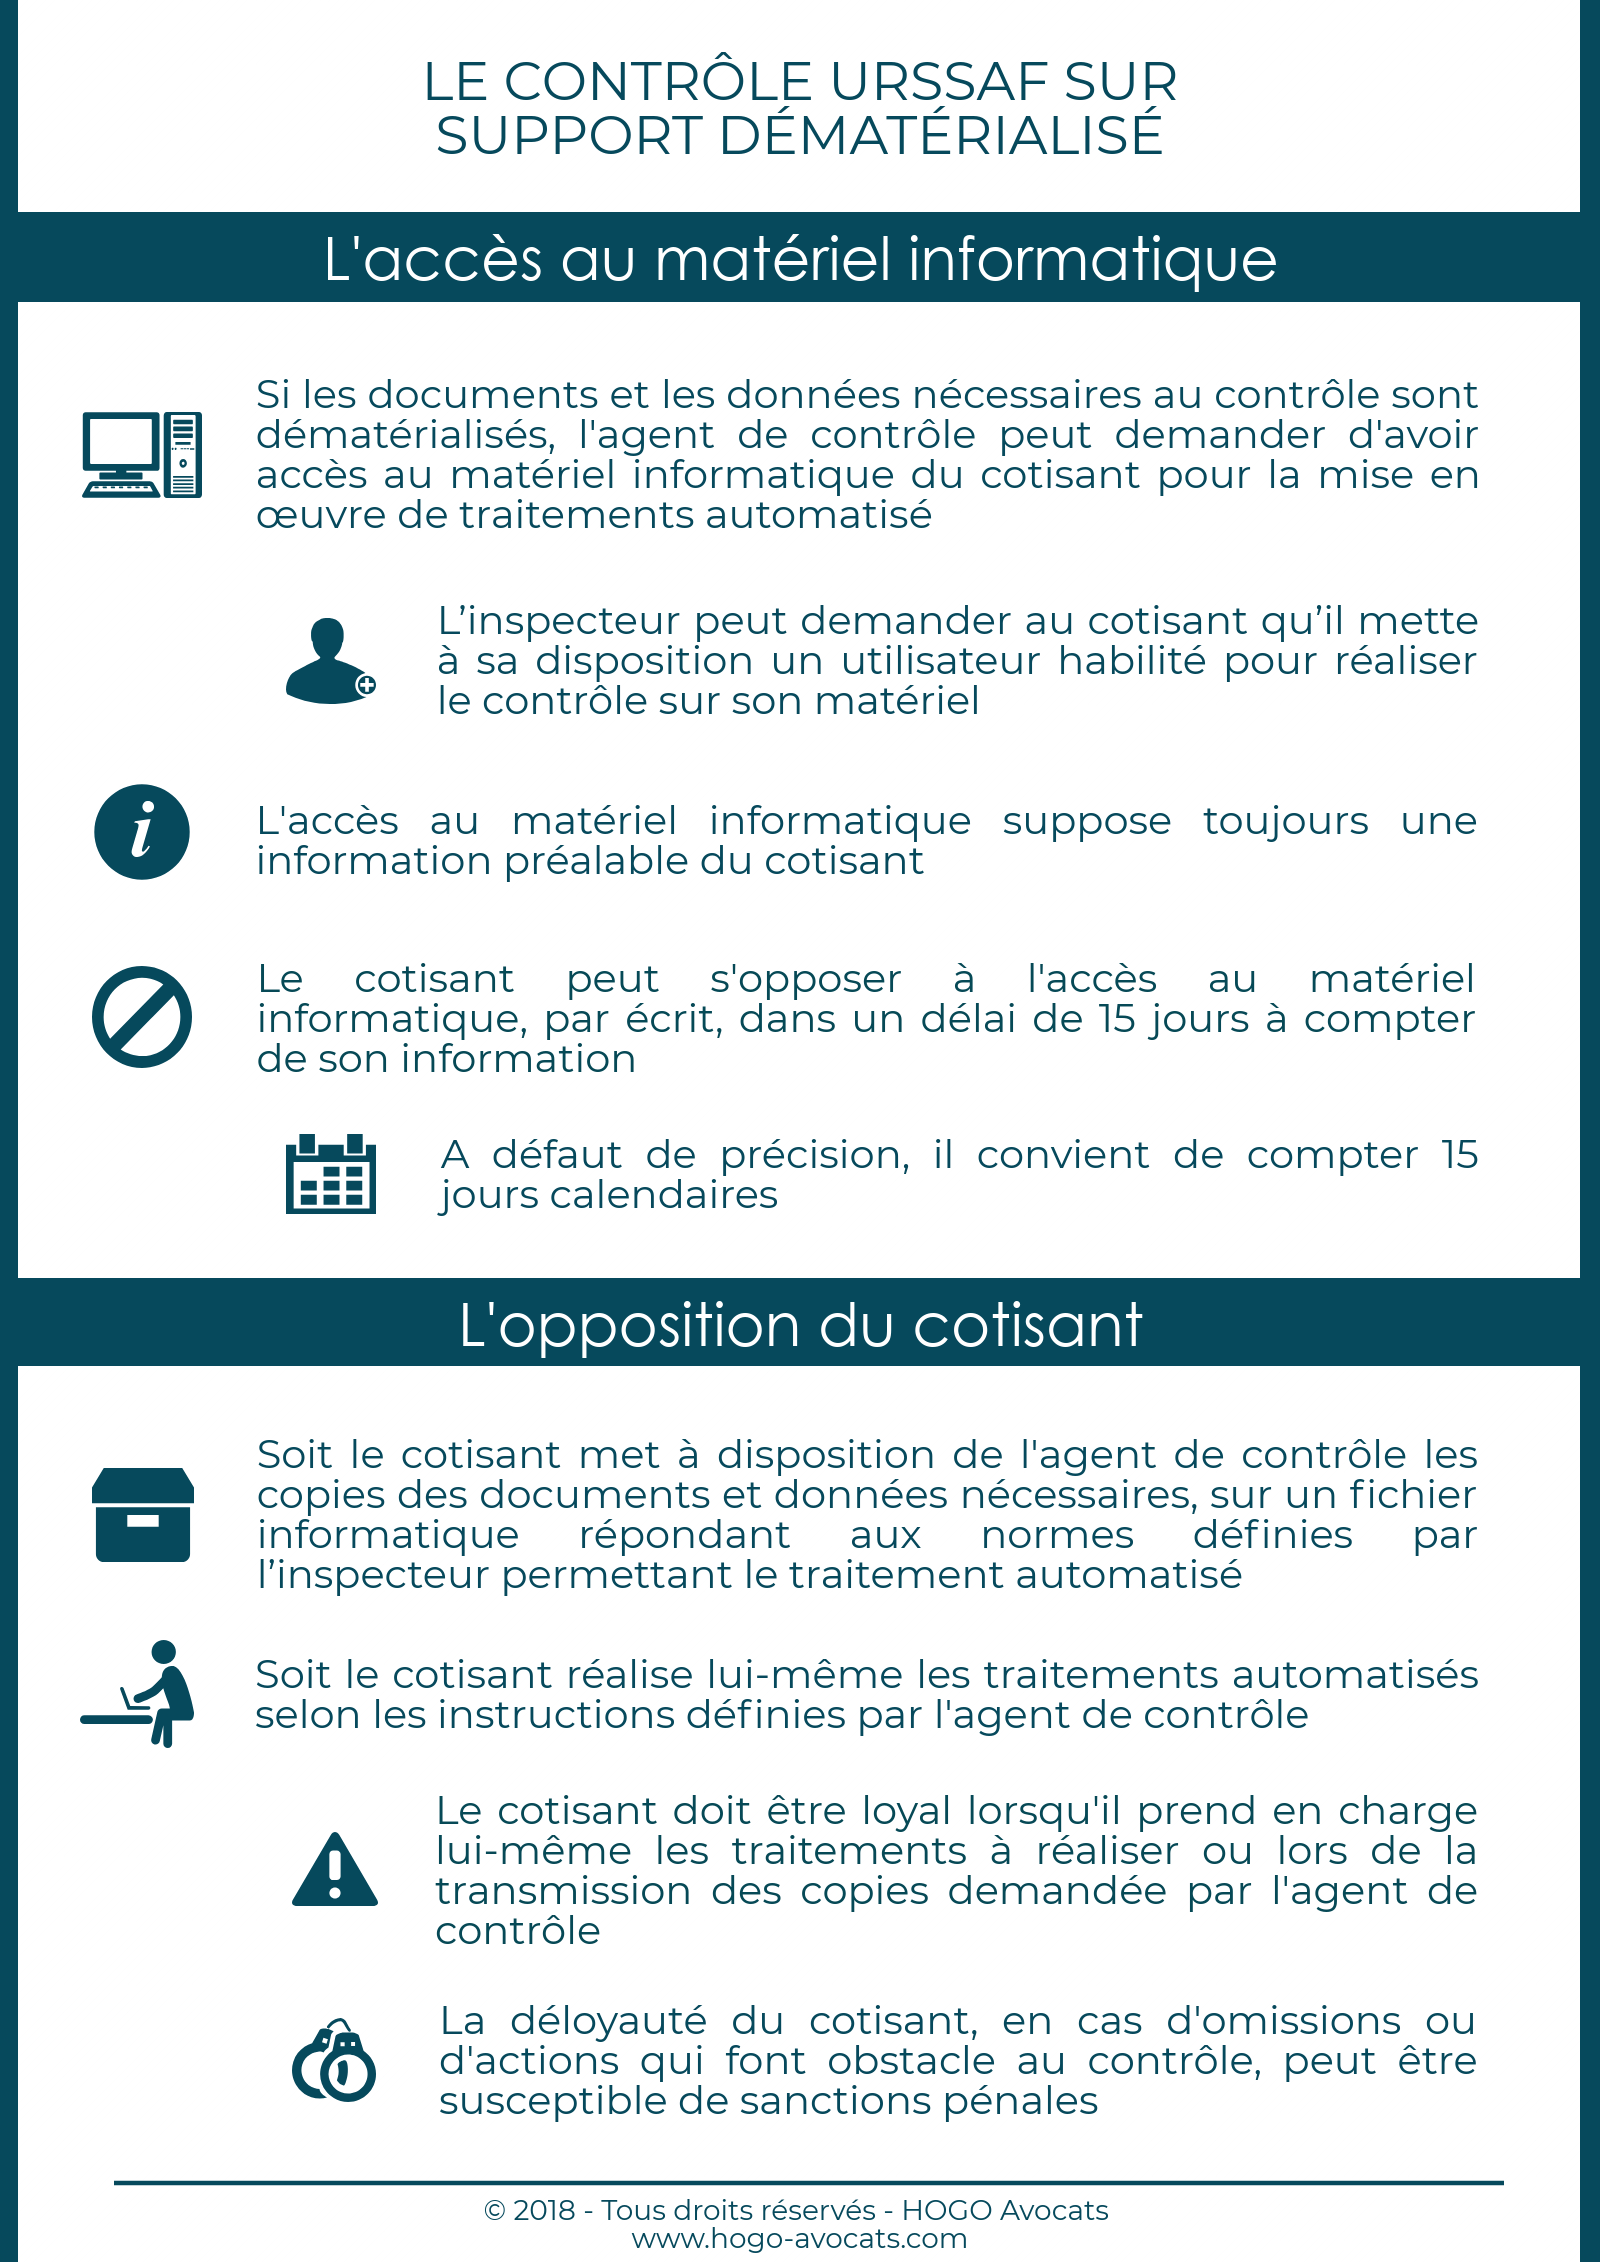 LE CONTRÔLE URSSAF SUR
SUPPORT DÉMATÉRIALISÉ
L'accès au matériel informatique
Si les documents et les données nécessaires au contrôle sont
dématérialisés, l'agent de contrôle peut demander d'avoir
accès au matériel informatique du cotisant pour la mise en
œuvre de traitements automatisé
L’inspecteur peut demander au cotisant qu’il mette
à sa disposition un utilisateur habilité pour réaliser
le contrôle sur son matériel
L'accès au matériel informatique suppose toujours une
information préalable du cotisant
Le cotisant peut s'opposer à l'accès au matériel
informatique, par écrit, dans un délai de 15 jours à compter
de son information
A défaut de précision, il convient de compter 15
jours calendaires
L'opposition du cotisant
Soit le cotisant met à disposition de l'agent de contrôle les
copies des documents et données nécessaires, sur un fichier
informatique répondant aux normes définies par
l’inspecteur permettant le traitement automatisé
Soit le cotisant réalise lui-même les traitements automatisés
selon les instructions définies par l'agent de contrôle
Le cotisant doit être loyal lorsqu'il prend en charge
lui-même les traitements à réaliser ou lors de la
transmission des copies demandée par l'agent de
contrôle
La déloyauté du cotisant, en cas d'omissions ou
d'actions qui font obstacle au contrôle, peut être
susceptible de sanctions pénales
© 2018 - Tous droits réservés - HOGO Avocats
www.hogo-avocats.com